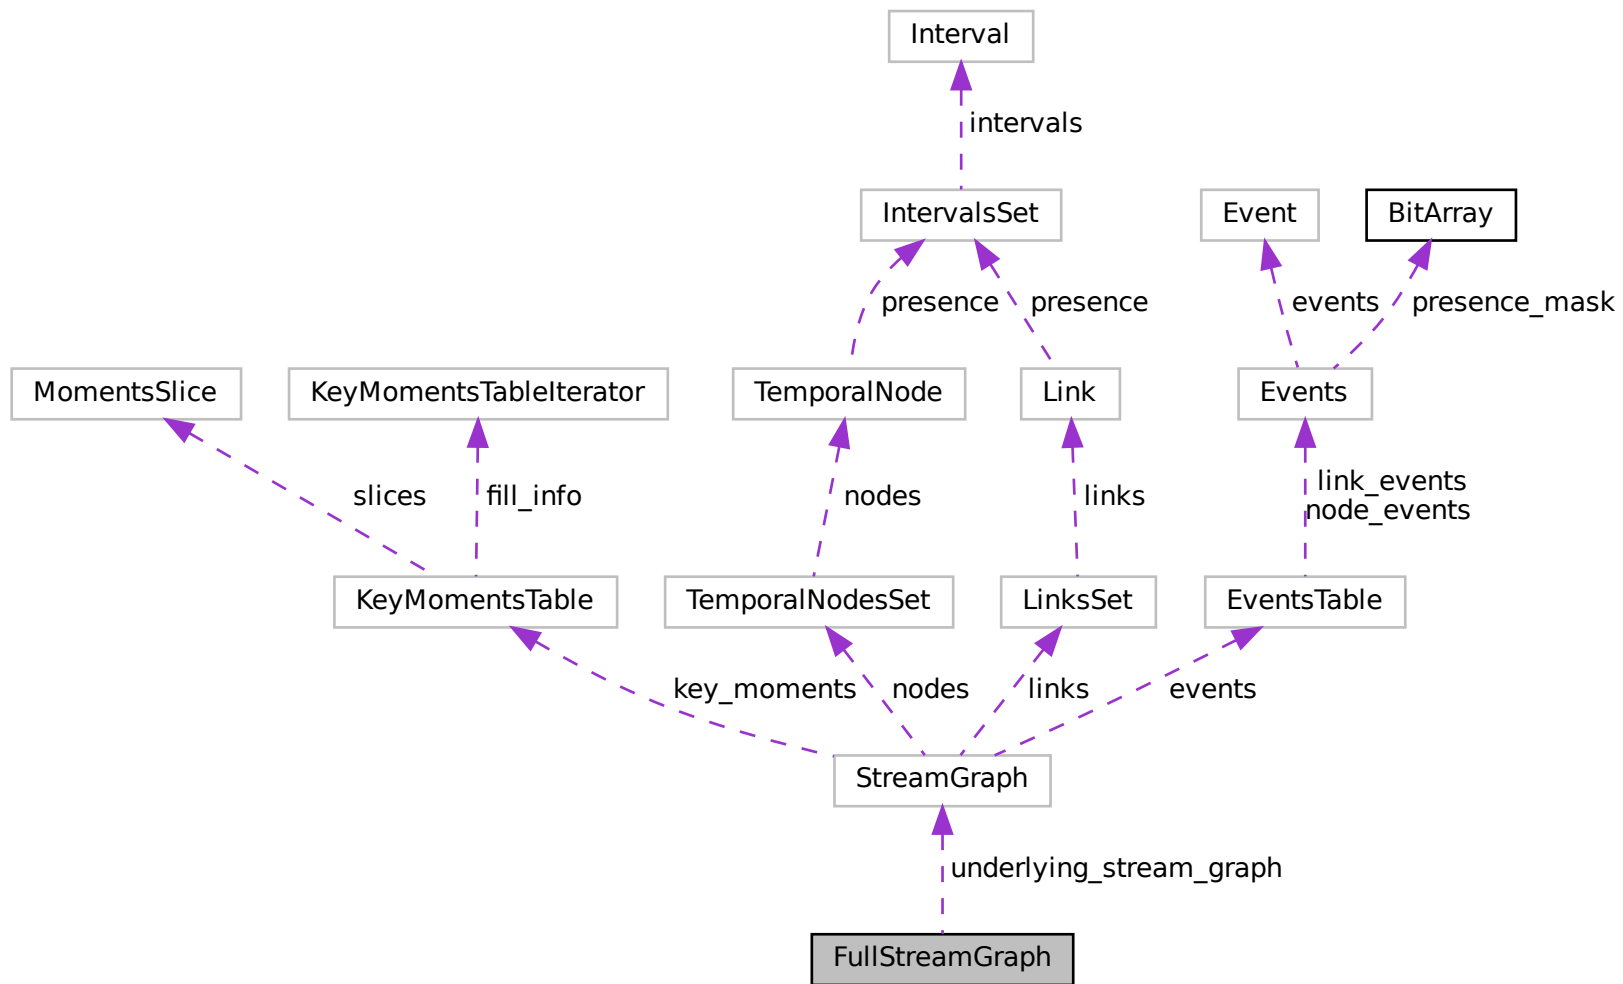 Interval
intervals
IntervalsSet
Event
BitArray
presence
presence
events
presence_mask
MomentsSlice
KeyMomentsTableIterator
TemporalNode
Link
Events
slices
fill_info
nodes
links
link_events
node_events
KeyMomentsTable
TemporalNodesSet
LinksSet
EventsTable
key_moments
nodes
links
events
StreamGraph
underlying_stream_graph
FullStreamGraph